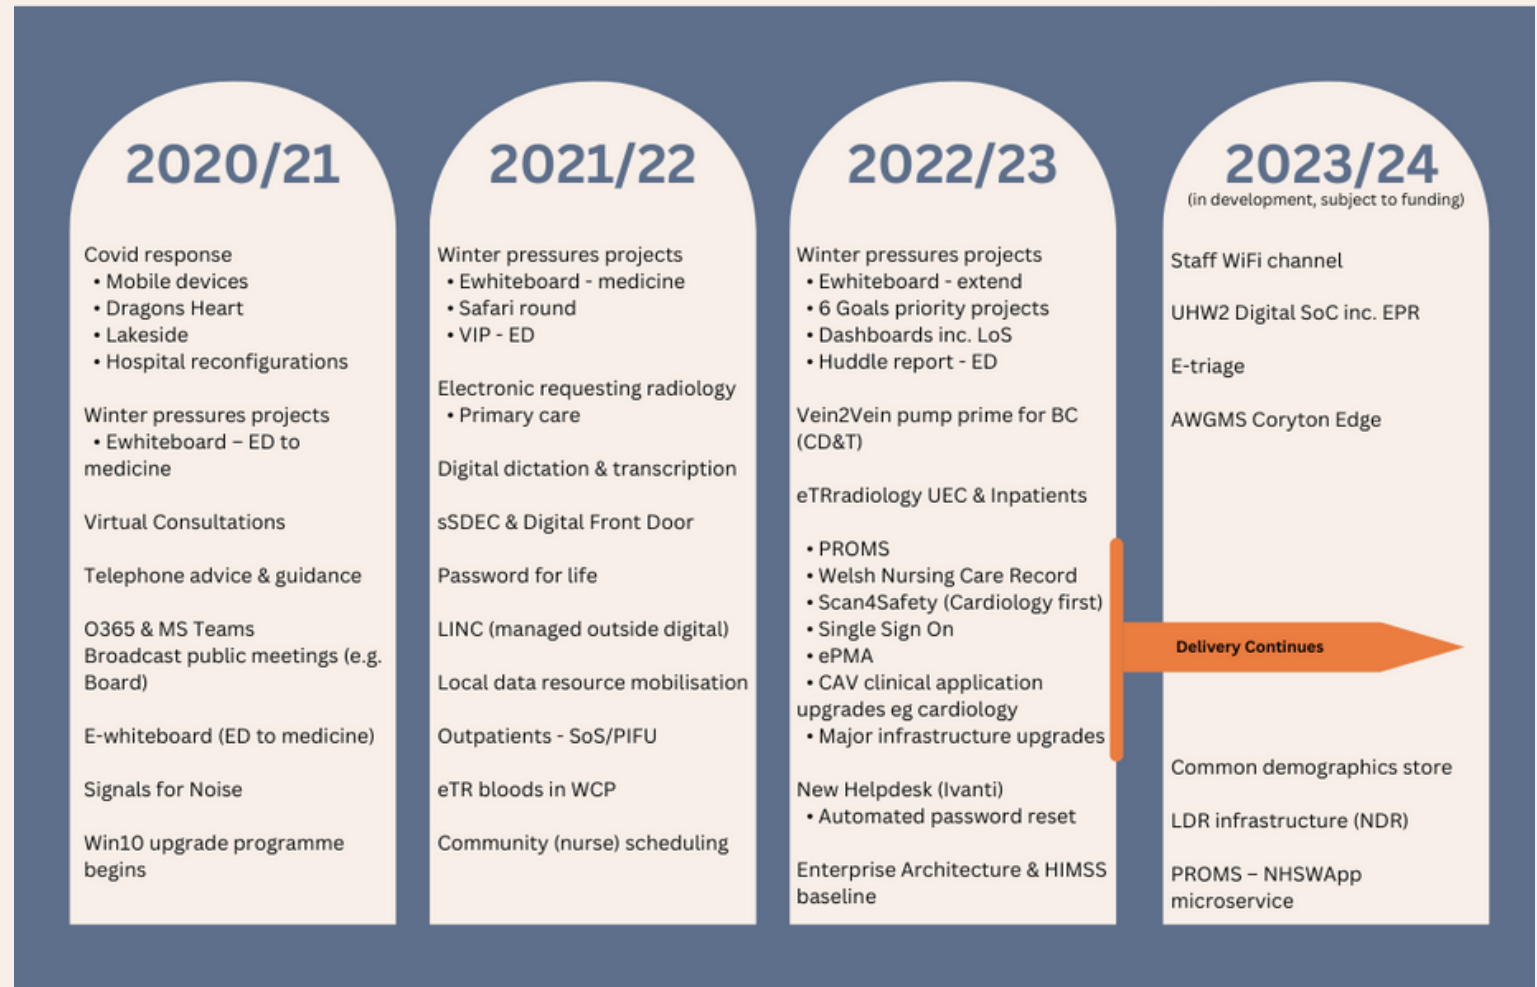 2020/21
Covid response
• Mobile devices
• Dragons Heart
• Lakeside
• Hospital reconfigurations
Winter pressures projects
• Ewhiteboard – ED to
medicine
Virtual Consultations
Telephone advice & guidance
O365 & MS Teams
Broadcast public meetings (e.g.
Board)
E-whiteboard (ED to medicine)
Signals for Noise
Win10 upgrade programme
begins
2021/22
Winter pressures projects
• Ewhiteboard - medicine
• Safari round
• VIP - ED
Electronic requesting radiology
• Primary care
Digital dictation & transcription
sSDEC & Digital Front Door
Password for life
LINC (managed outside digital)
Local data resource mobilisation
Outpatients - SoS/PIFU
eTR bloods in WCP
Community (nurse) scheduling
2022/23
Winter pressures projects
• Ewhiteboard - extend
• 6 Goals priority projects
• Dashboards inc. LoS
• Huddle report - ED
Vein2Vein pump prime for BC
(CD&T)
eTRradiology UEC & Inpatients
• PROMS
• Welsh Nursing Care Record
• Scan4Safety (Cardiology first)
• Single Sign On
• ePMA
• CAV clinical application
upgrades eg cardiology
• Major infrastructure upgrades
New Helpdesk (Ivanti)
• Automated password reset
Enterprise Architecture & HIMSS
baseline
2023/24
(in development, subject to funding)
Staff WiFi channel
UHW2 Digital SoC inc. EPR
E-triage
AWGMS Coryton Edge
Delivery Continues
Common demographics store
LDR infrastructure (NDR)
PROMS – NHSWApp
microservice